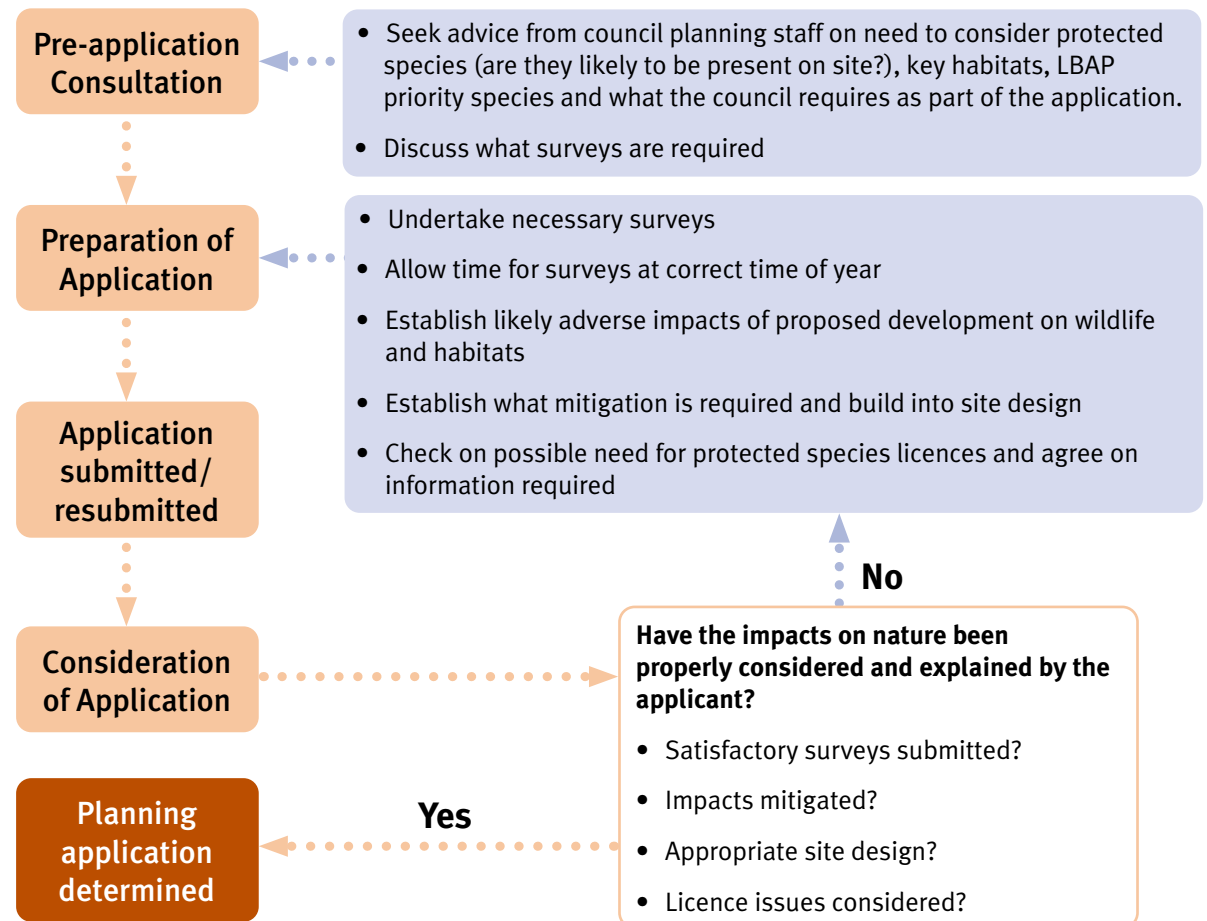 Pre-application
Consultation
• Seek advice from council planning staff on need to consider protected
species (are they likely to be present on site?), key habitats, LBAP
priority species and what the council requires as part of the application.
• Discuss what surveys are required
Preparation of
Application
• Undertake necessary surveys
• Allow time for surveys at correct time of year
• Establish likely adverse impacts of proposed development on wildlife
and habitats
• Establish what mitigation is required and build into site design
• Check on possible need for protected species licences and agree on
information required
Application
submitted/
resubmitted
No
Consideration
of Application
Have the impacts on nature been
properly considered and explained by the
applicant?
• Satisfactory surveys submitted?
• Impacts mitigated?
• Appropriate site design?
• Licence issues considered?
Yes
Planning
application
determined